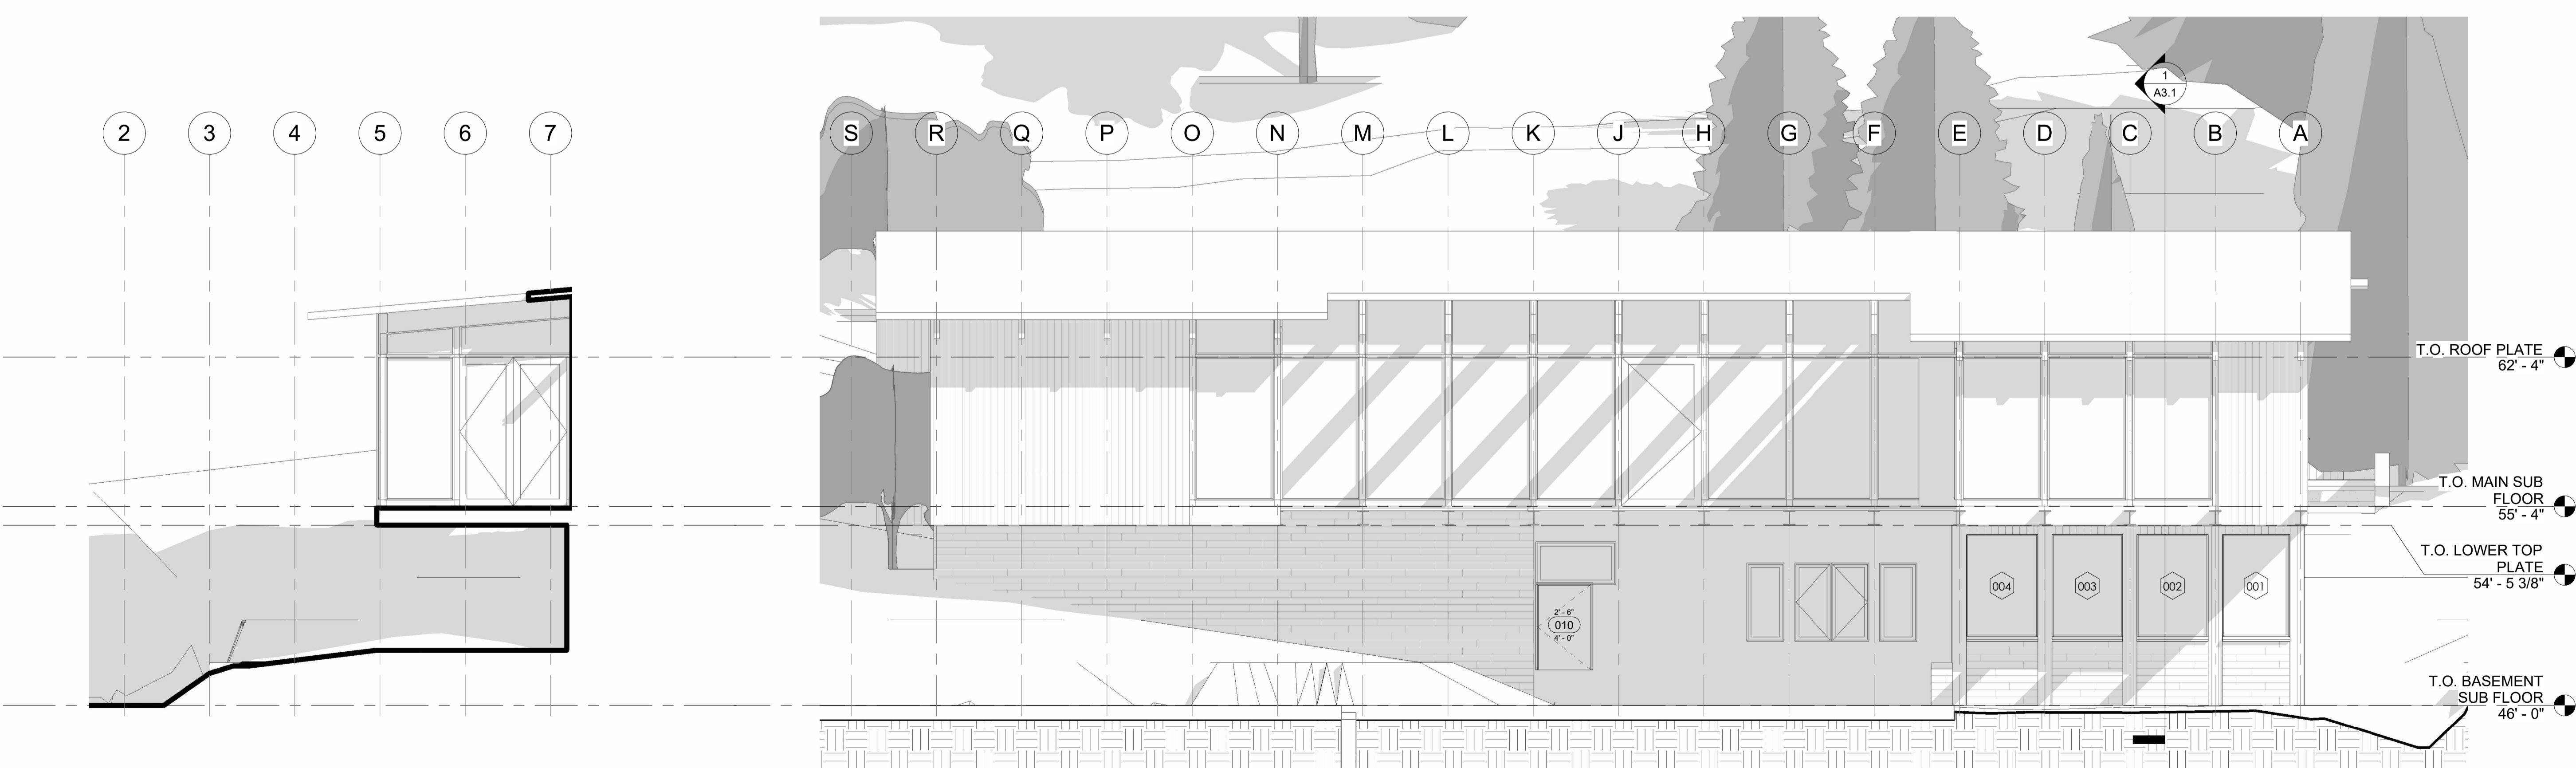 1
A3.1
2 3 4 5 6 7 S R Q P O N M L K J H G F E D C B A
T.O. ROOF PLATE
62' - 4"
T.O. MAIN SUB
FLOOR
55' - 4"
T.O. LOWER TOP
PLATE
54' - 5 3/8"
004 003 002 001
2' - 6"
010
4' - 0"
T.O. BASEMENT
SUB FLOOR
46' - 0"